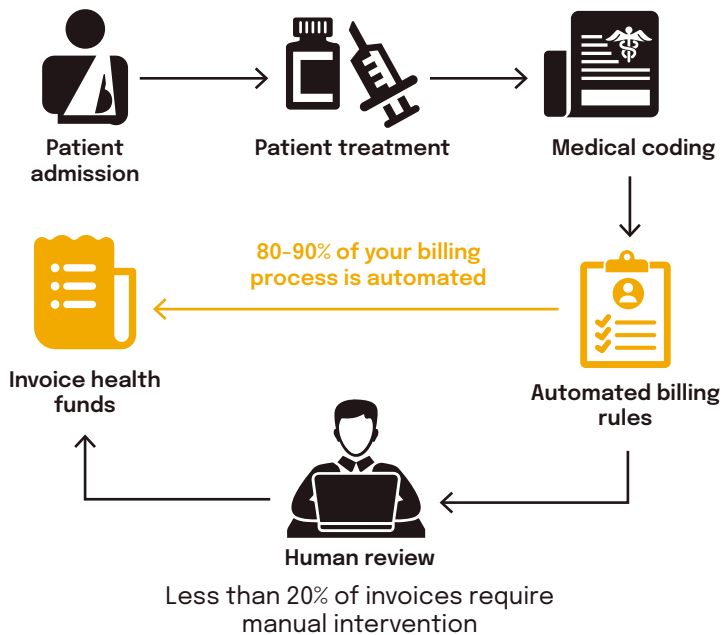 Patient
admission
Patient treatment
Medical coding
80-90% of your billing
process is automated
Invoice health
funds
Automated billing
rules
Human review
Less than 20% of invoices require
manual intervention